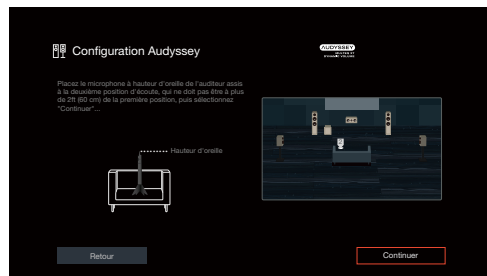 Configuration Audyssey
AUDYSSEY
Placez le microphone à hauteur d'oreille de l'auditeur assis
à la deuxième position d'écoute, qui ne doit pas être à plus
de 2ft (60 cm) de la première position, puis sélectionnez
"Continuer"...
Hauteur d'oreille
Retour
Continuer